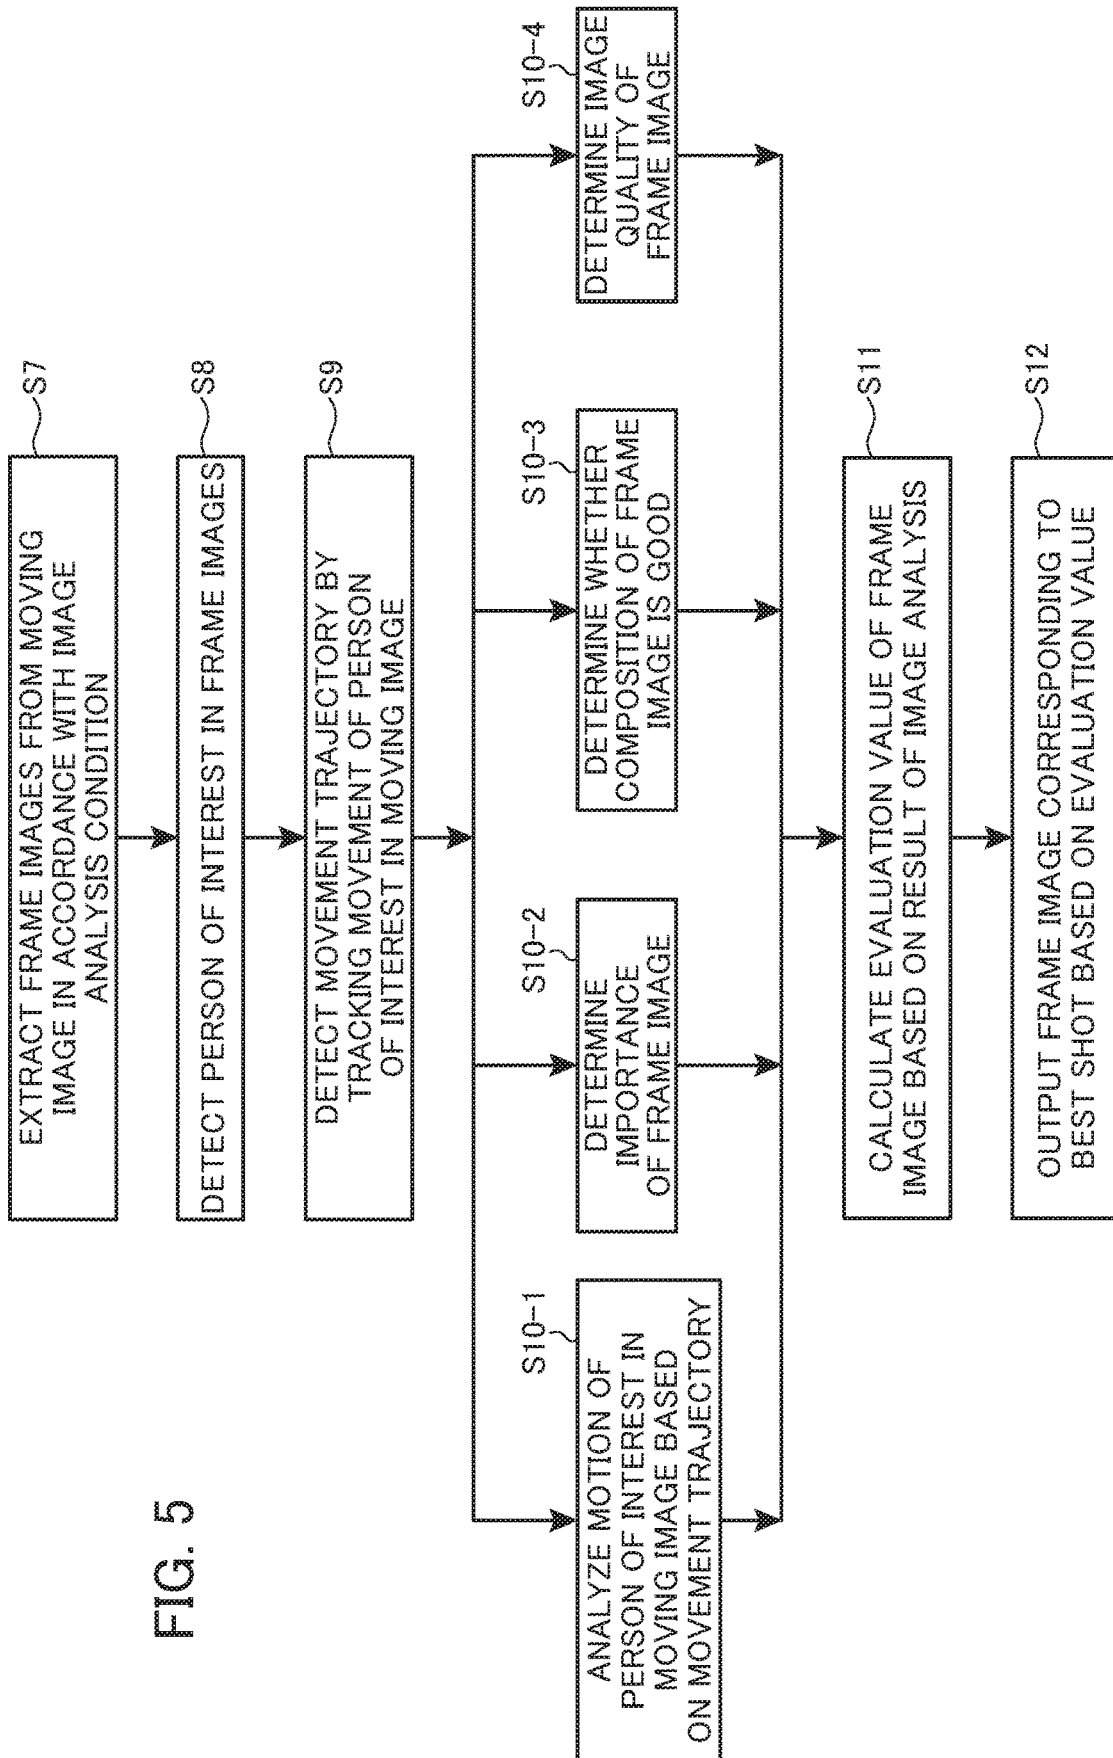 FIG. 5
EXTRACT FRAME IMAGES FROM MOVING
IMAGE IN ACCORDANCE WITH IMAGE
ANALYSIS CONDITION
S7
DETECT PERSON OF INTEREST IN FRAME IMAGES
S8
DETECT MOVEMENT TRAJECTORY BY
TRACKING MOVEMENT OF PERSON
OF INTEREST IN MOVING IMAGE
S9
S10-1
ANALYZE MOTION OF
PERSON OF INTEREST IN
MOVING IMAGE BASED
ON MOVEMENT TRAJECTORY
S10-2
DETERMINE
IMPORTANCE
OF FRAME IMAGE
S10-3
DETERMINE WHETHER
COMPOSITION OF FRAME
IMAGE IS GOOD
S10-4
DETERMINE IMAGE
QUALITY OF
FRAME IMAGE
CALCULATE EVALUATION VALUE OF FRAME
IMAGE BASED ON RESULT OF IMAGE ANALYSIS
S11
OUTPUT FRAME IMAGE CORRESPONDING TO
BEST SHOT BASED ON EVALUATION VALUE
S12